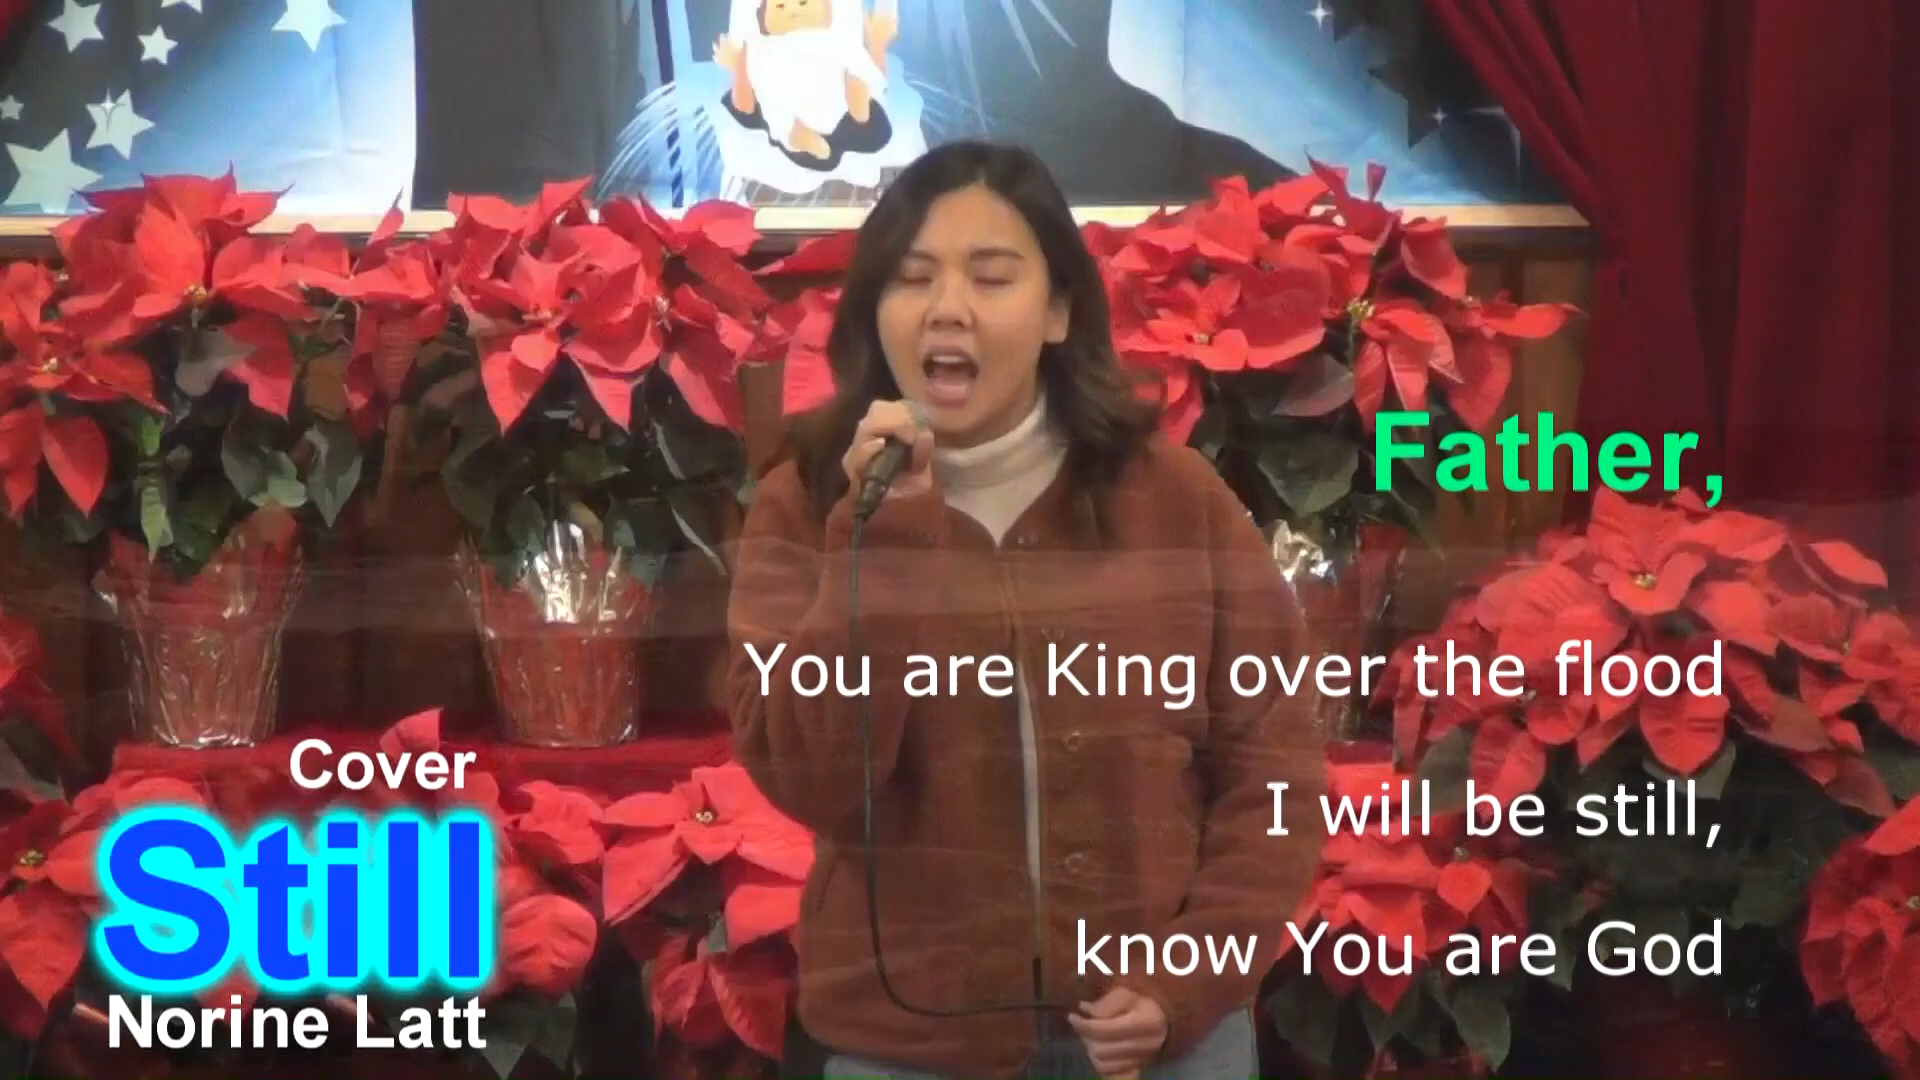 Father,
You are King over the flood
I will be still,
know You are God
Cover
Still
Norine Latt